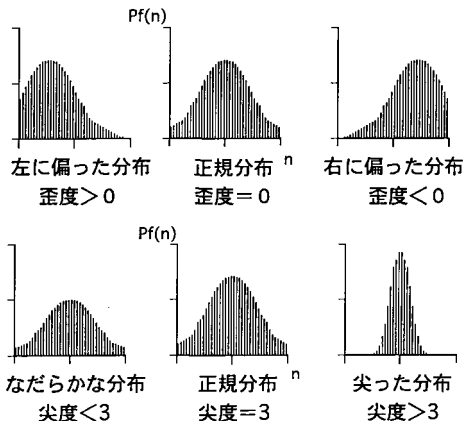 Pf(n)
左に偏った分布
歪度＞0
正規分布 n
歪度＝0
右に偏った分布
歪度＜0
Pf(n)
なだらかな分布
尖度＜3
正規分布 n
尖度＝3
尖った分布
尖度＞3